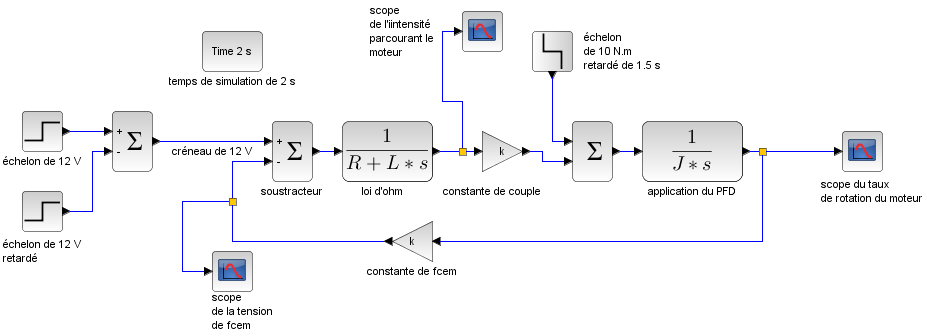 scope
de l'iintensité
parcourant le
moteur
échelon
de 10 N.m
retardé de 1.5 s
Time 2 s
temps de simulation de 2 s
+
-
Σ
échelon de 12 V
créneau de 12 V
+
-
Σ
soustracteur
1
R + L * s
loi d'ohm
k
constante de couple
Σ
1
J * s
application du PFD
scope du taux
de rotation du moteur
échelon de 12 V
retardé
k
constante de fcem
scope
de la tension
de fcem